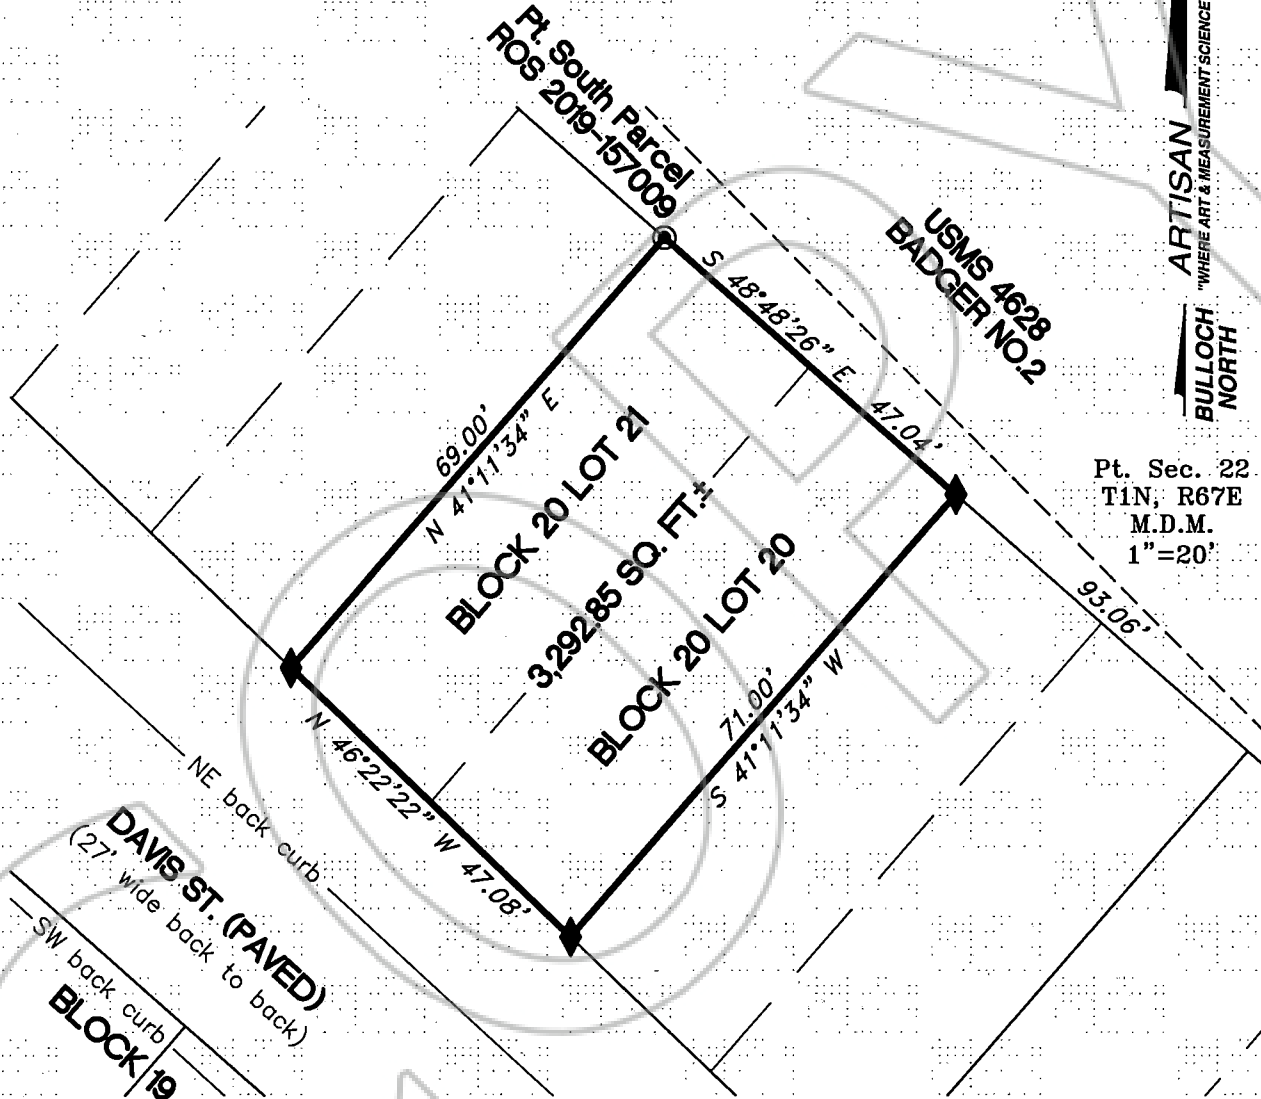 Pt. South Parcel
ROS 2019-157009
ARTISAN
"WHERE ART & MEASUREMENT SCIENCE
BULLOCH
NORTH
USMS 4628
BADGER NO.2
S 48°48'26" E 47.04'
Pt. Sec. 22
T1N, R67E
M.D.M.
1"=20'
69.00'
N 41°11'34" E
BLOCK 20 LOT 21
3,292.85 SQ. FT.±
BLOCK 20 LOT 20
71.00'
S 41°11'34" W
93.06'
N 46°22'22" W 47.08'
NE back curb
DAVIS ST. (PAVED)
(27' wide back to back)
SW back curb
BLOCK 19